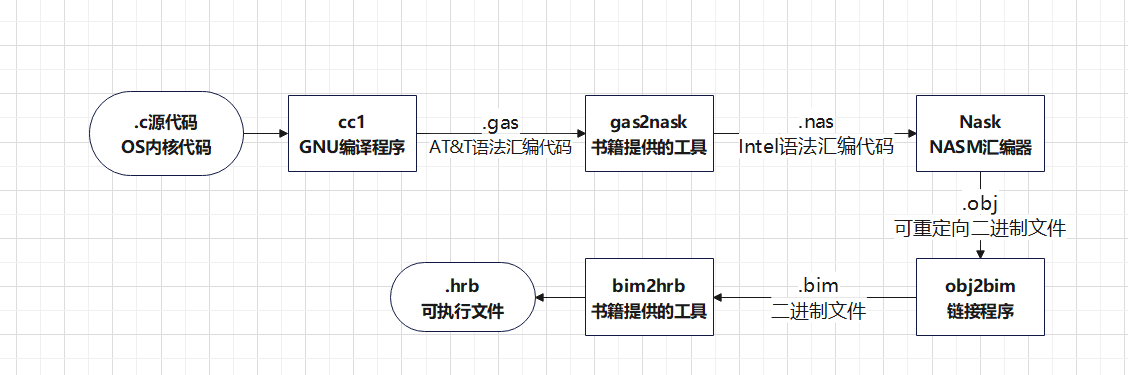 .c源代码
OS内核代码
cc1
GNU编译程序
.gas
AT&T语法汇编代码
gas2nask
书籍提供的工具
.nas
Intel语法汇编代码
Nask
NASM汇编器
.obj
可重定向二进制文件
obj2bim
链接程序
.bim
二进制文件
bim2hrb
书籍提供的工具
.hrb
可执行文件